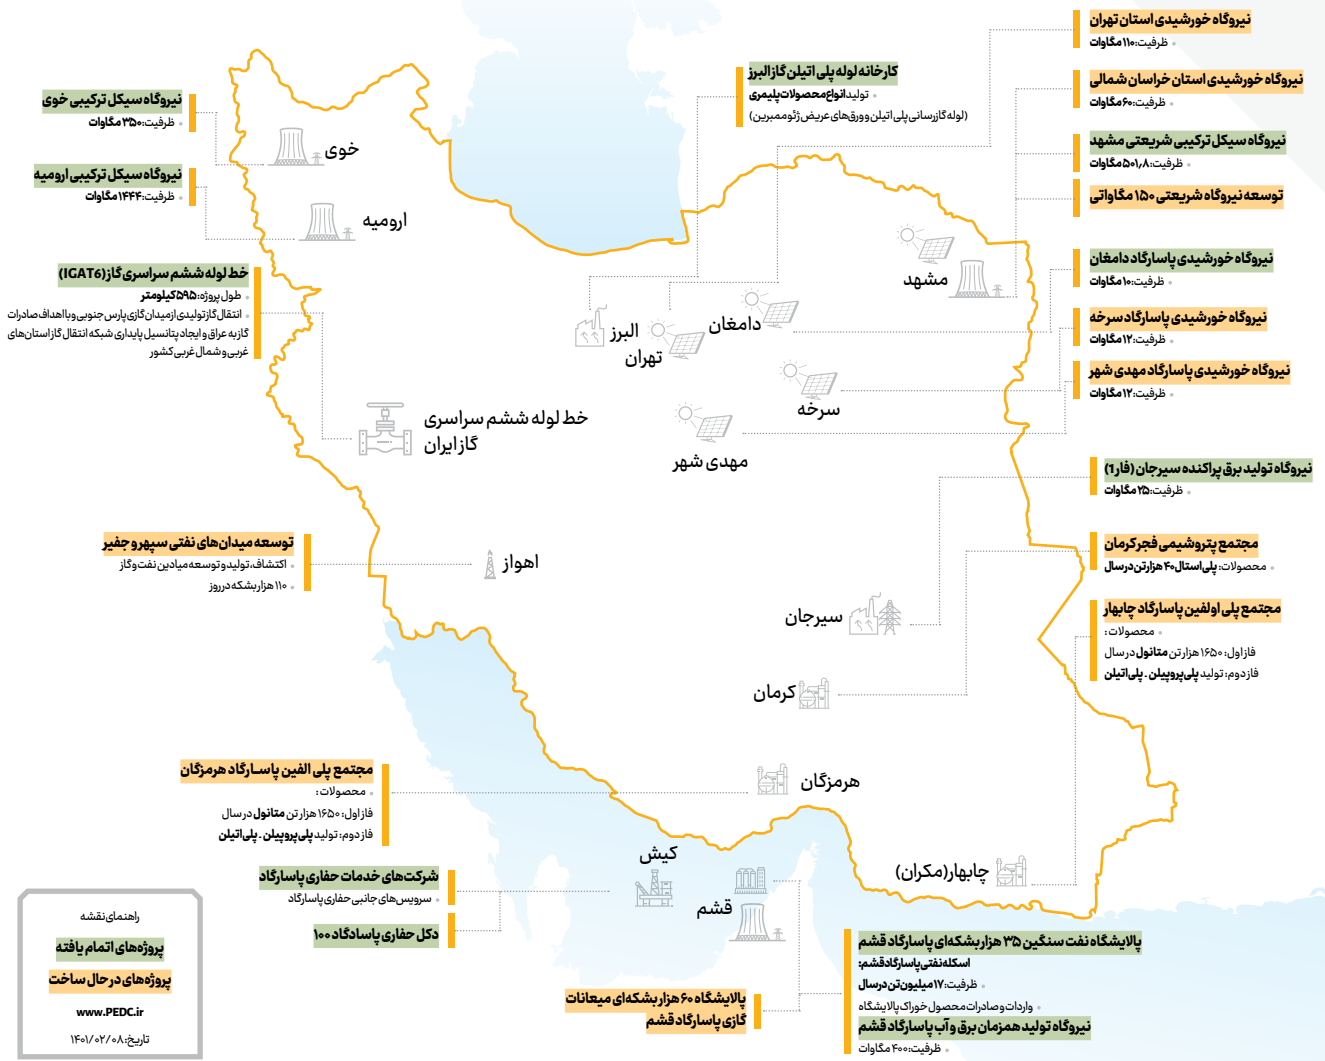 نیروگاه خورشیدی استان تهران
ظرفیت: ۱۱۰ مگاوات
نیروگاه خورشیدی استان خراسان شمالی
ظرفیت: ۶۰ مگاوات
نیروگاه سیکل ترکیبی شریعتی مشهد
ظرفیت: ۵۰۱,۸ مگاوات
توسعه نیروگاه شریعتی ۱۵۰ مگاواتی
نیروگاه خورشیدی پاسارگاد دامغان
ظرفیت: ۱۰ مگاوات
نیروگاه خورشیدی پاسارگاد سرخه
ظرفیت: ۱۲ مگاوات
نیروگاه خورشیدی پاسارگاد مهدی شهر
ظرفیت: ۱۲ مگاوات
نیروگاه تولید برق پراکنده سیرجان (فاز 1)
ظرفیت: ۲۵ مگاوات
مجتمع پتروشیمی فجر کرمان
محصولات: پلی استال ۴۰ هزار تن در سال
مجتمع پلی اولفین پاسارگاد چابهار
محصولات:
فاز اول: ۱۶۵۰ هزار تن متانول در سال
فاز دوم: تولید پلی پروپیلن ـ پلی اتیلن
کارخانه لوله پلی اتیلن گاز البرز
تولید انواع محصولات پلیمری
(لوله گازرسانی پلی اتیلن و ورق‌های عریض ژئوممبرین)
نیروگاه سیکل ترکیبی خوی
ظرفیت: ۳۵۰ مگاوات
نیروگاه سیکل ترکیبی ارومیه
ظرفیت: ۱۴۴۴ مگاوات
خط لوله ششم سراسری گاز (IGAT6)
طول پروژه: ۵۹۵ کیلومتر
انتقال گاز تولیدی از میدان گازی پارس جنوبی و با اهداف صادرات
گاز به عراق و ایجاد پتانسیل پایداری شبکه انتقال گاز استان‌های
غربی و شمال غربی کشور
توسعه میدان‌های نفتی سپهر و جفیر
اکتشاف، تولید و توسعه میادین نفت و گاز
۱۱۰ هزار بشکه در روز
مجتمع پلی الفین پاسارگاد هرمزگان
محصولات:
فاز اول: ۱۶۵۰ هزار تن متانول در سال
فاز دوم: تولید پلی پروپیلن ـ پلی اتیلن
شرکت‌های خدمات حفاری پاسارگاد
سرویس‌های جانبی حفاری پاسارگاد
دکل حفاری پاسادگاد ۱۰۰
خوی
ارومیه
مشهد
دامغان
البرز
تهران
سرخه
مهدی شهر
خط لوله ششم سراسری
گاز ایران
اهواز
سیرجان
کرمان
هرمزگان
کیش
قشم
چابهار(مکران)
پالایشگاه نفت سنگین ۳۵ هزار بشکه‌ای پاسارگاد قشم
اسکله نفتی پاسارگاد قشم:
ظرفیت: ۱۷ میلیون تن در سال
واردات و صادرات محصول خوراک پالایشگاه
نیروگاه تولید همزمان برق و آب پاسارگاد قشم
ظرفیت: ۴۰۰ مگاوات
پالایشگاه ۶۰ هزار بشکه‌ای میعانات
گازی پاسارگاد قشم
راهنمای نقشه
پروژه‌های اتمام یافته
پروژه‌های در حال ساخت
www.PEDC.ir
تاریخ: ۱۴۰۱/۰۲/۰۸